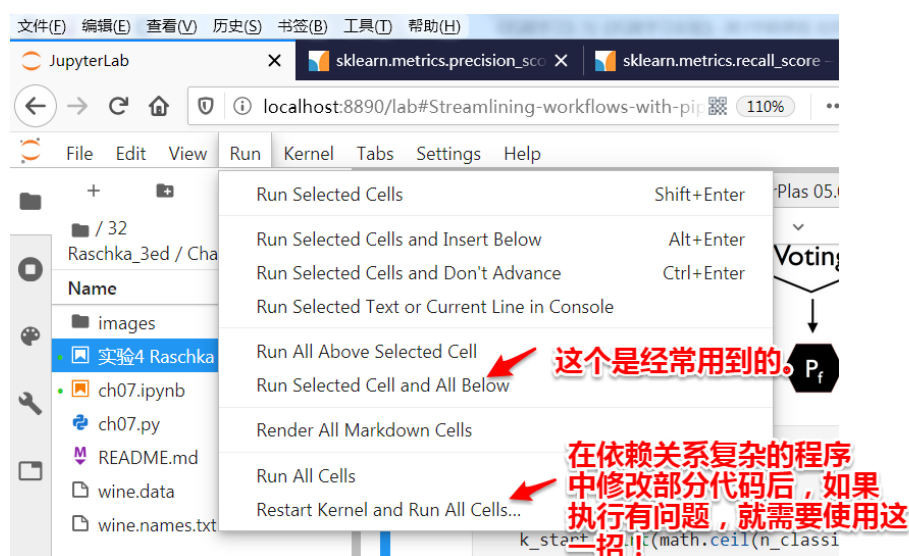 文件(F) 编辑(E) 查看(V) 历史(S) 书签(B) 工具(T) 帮助(H)
JupyterLab
sklearn.metrics.precision_sco
sklearn.metrics.recall_score –
localhost:8890/lab#Streamlining-workflows-with-pip
110%
File Edit View Run Kernel Tabs Settings Help
/ 32
Raschka_3ed / Cha
Name
images
实验4 Raschka
ch07.ipynb
ch07.py
README.md
wine.data
wine.names.txt
Run Selected Cells Shift+Enter
Run Selected Cells and Insert Below Alt+Enter
Run Selected Cells and Don't Advance Ctrl+Enter
Run Selected Text or Current Line in Console
Run All Above Selected Cell
Run Selected Cell and All Below
Render All Markdown Cells
Run All Cells
Restart Kernel and Run All Cells...
这个是经常用到的。
在依赖关系复杂的程序
中修改部分代码后，如果
执行有问题，就需要使用这
一招！
rPlas 05.
Voting
Pf
k_start
(math.ceil(n_classi